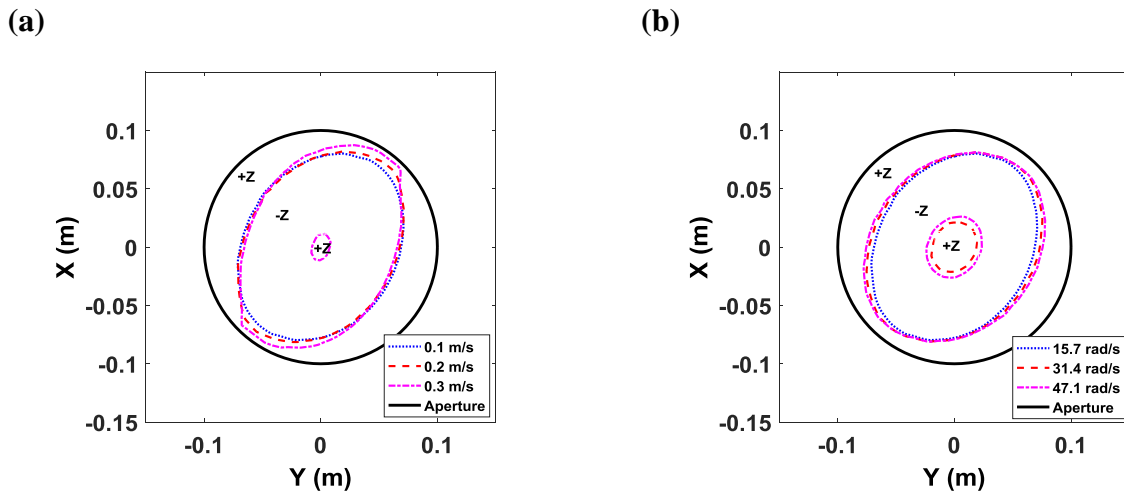 (a)
(b)
0.1
0.05
0
-0.05
-0.1
-0.15
-0.1
0
0.1
X (m)
Y (m)
+Z
-Z
+Z
0.1 m/s
0.2 m/s
0.3 m/s
Aperture
0.1
0.05
0
-0.05
-0.1
-0.15
-0.1
0
0.1
X (m)
Y (m)
+Z
-Z
+Z
15.7 rad/s
31.4 rad/s
47.1 rad/s
Aperture